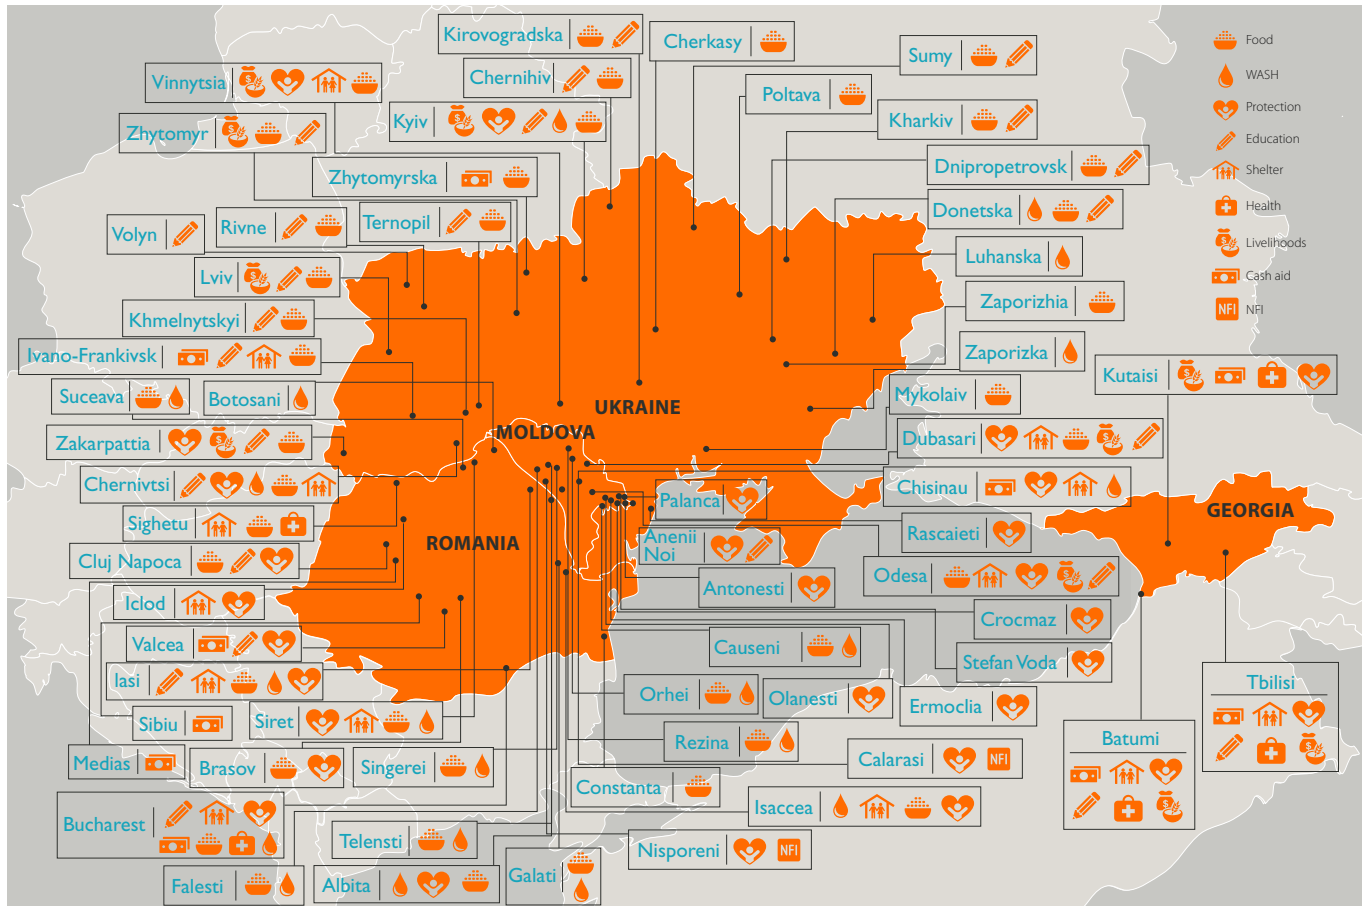 Kirovogradska
Cherkasy
Sumy
Food
WASH
Protection
Education
Shelter
Health
Livelihoods
Cash aid
NFI
NFI
Vinnytsia
Chernihiv
Poltava
Zhytomyr
Kyiv
Kharkiv
Zhytomyrska
Dnipropetrovsk
Volyn
Rivne
Ternopil
Donetska
Lviv
Luhanska
Khmelnytskyi
Zaporizhia
Ivano-Frankivsk
Zaporizka
Kutaisi
Suceava
Botosani
Mykolaiv
UKRAINE
MOLDOVA
Zakarpattia
Dubasari
Chernivtsi
Chisinau
Palanca
Sighetu
GEORGIA
ROMANIA
Rascaieti
Anenii
Noi
Cluj Napoca
Odesa
Antonesti
Iclod
Crocmaz
Valcea
Causeni
Stefan Voda
Iasi
Orhei
Olanesti
Ermoclia
Tbilisi
Sibiu
Siret
Rezina
Batumi
Medias
Brasov
Singerei
Calarasi
NFI
Constanta
Isaccea
Bucharest
Telensti
Nisporeni
NFI
Falesti
Albita
Galati